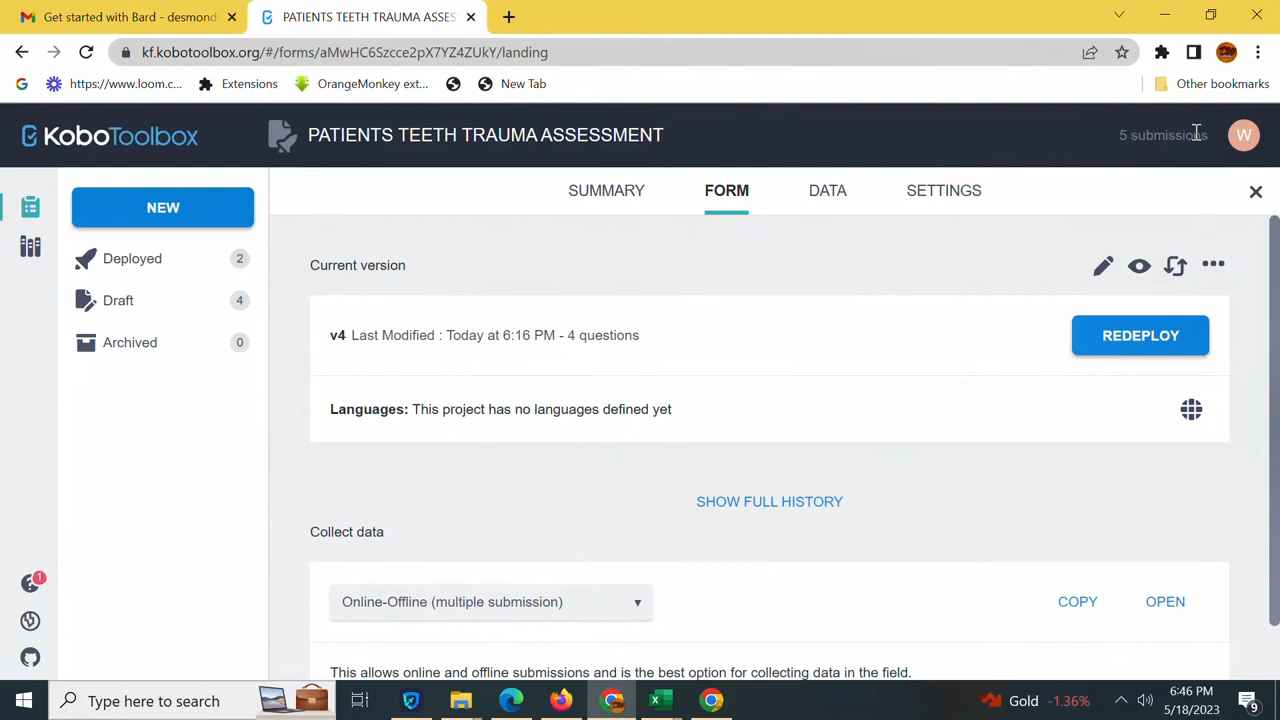 Get started with Bard - desmond
PATIENTS TEETH TRAUMA ASSES
kf.kobotoolbox.org/#/forms/aMwHC6Szcce2pX7YZ4ZUkY/landing
https://www.loom.c...
Extensions
OrangeMonkey ext...
New Tab
Other bookmarks
KoboToolbox
PATIENTS TEETH TRAUMA ASSESSMENT
5 submissions
W
SUMMARY
FORM
DATA
SETTINGS
NEW
Deployed 2
Draft 4
Archived 0
Current version
v4 Last Modified : Today at 6:16 PM - 4 questions
REDEPLOY
Languages: This project has no languages defined yet
SHOW FULL HISTORY
Collect data
Online-Offline (multiple submission)
COPY
OPEN
This allows online and offline submissions and is the best option for collecting data in the field.
1
Type here to search
Gold -1.36%
6:46 PM
5/18/2023
9